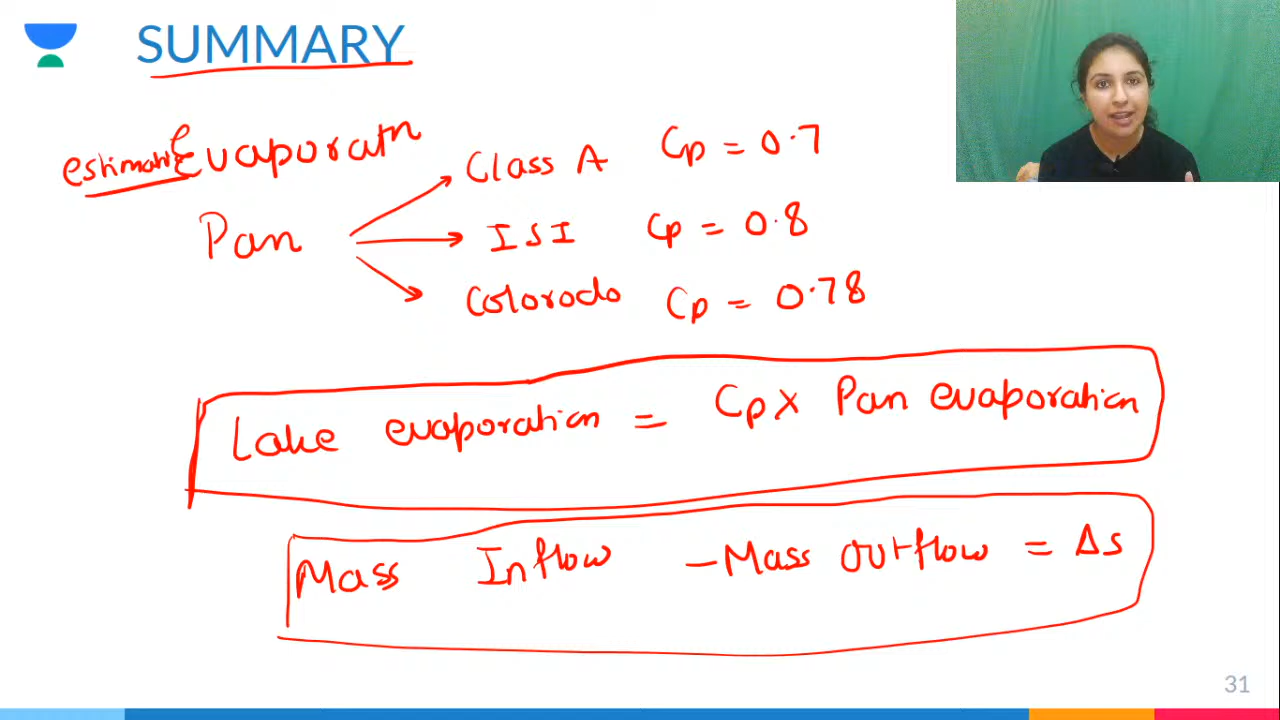 SUMMARY
estimate Evaporatn
Pan
Class A Cp = 0.7
ISI Cp = 0.8
Colorodo Cp = 0.78
Lake evaporation = Cp x Pan evaporation
Mass Inflow - Mass outflow = Δs
31